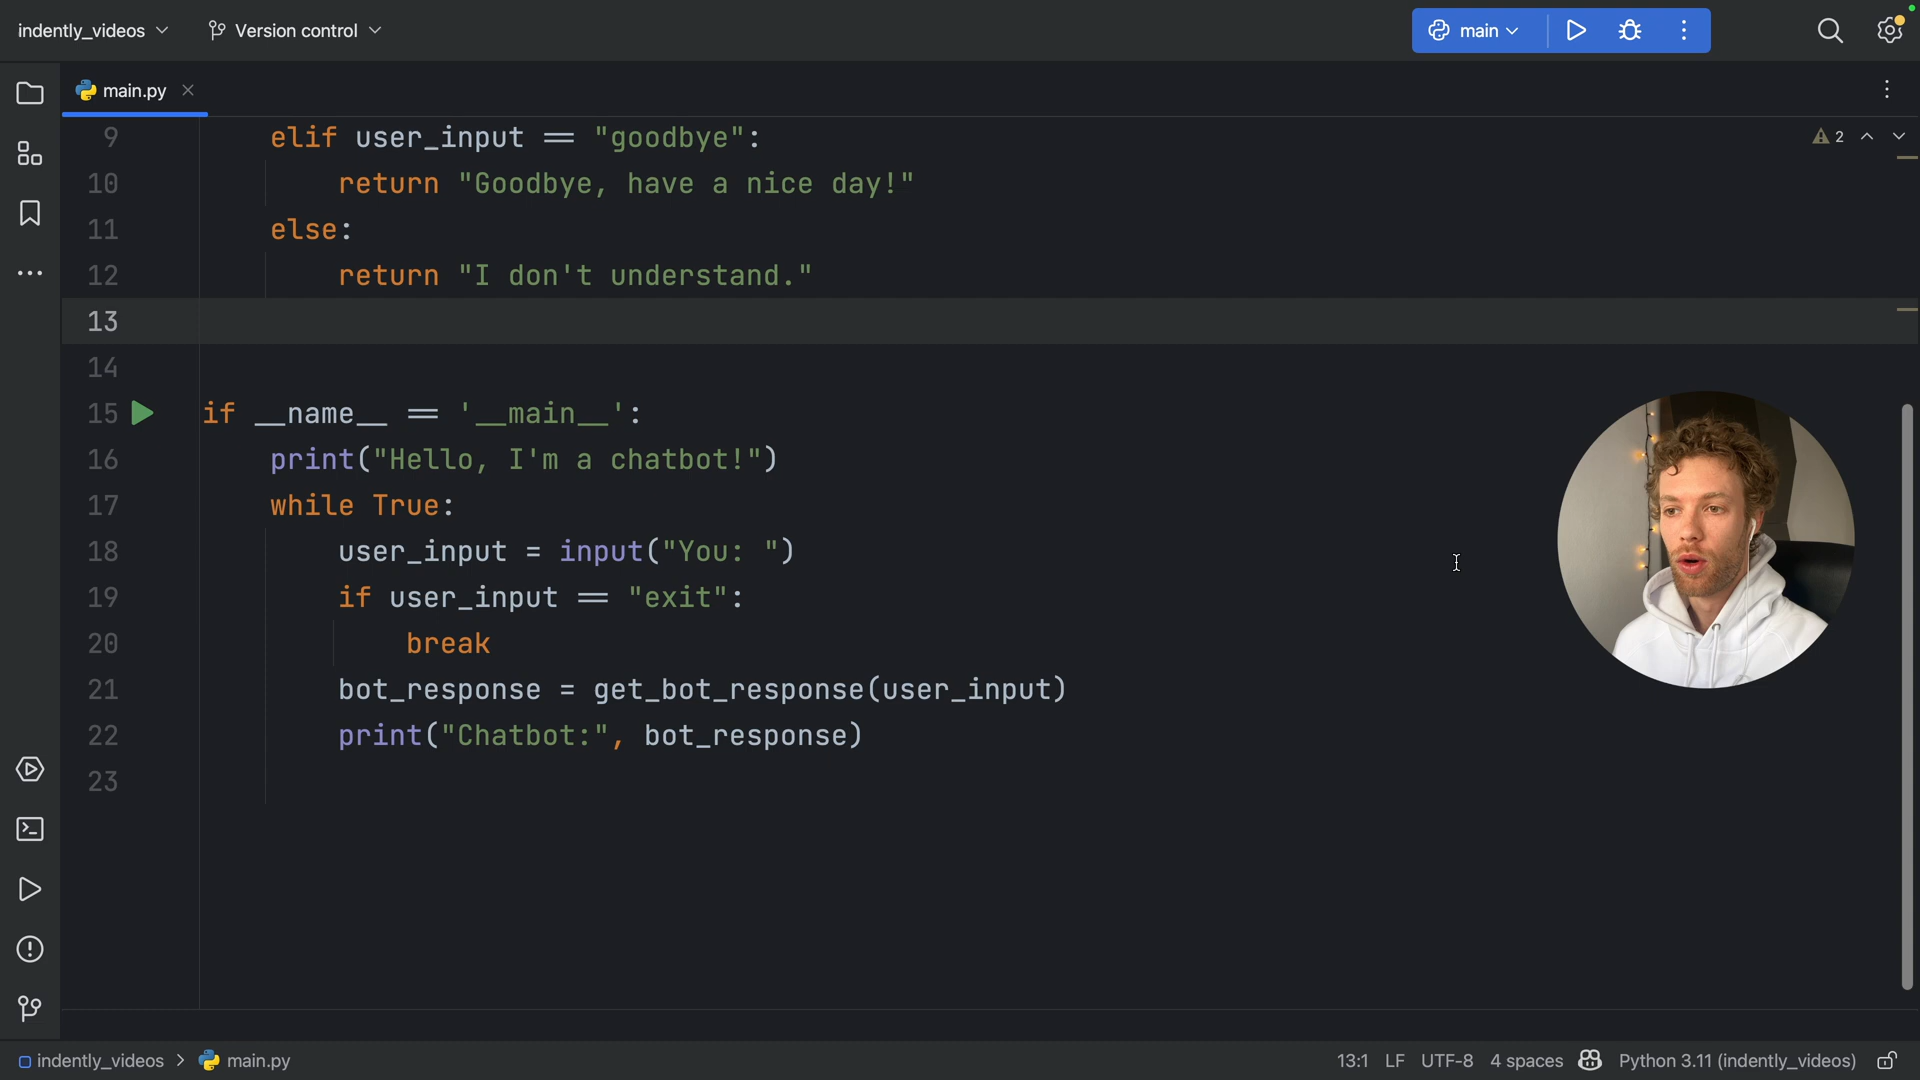 indently_videos
Version control
main
main.py
9 elif user_input == "goodbye":
10 return "Goodbye, have a nice day!"
11 else:
12 return "I don't understand."
13
14
15 if __name__ == '__main__':
16 print("Hello, I'm a chatbot!")
17 while True:
18 user_input = input("You: ")
19 if user_input == "exit":
20 break
21 bot_response = get_bot_response(user_input)
22 print("Chatbot:", bot_response)
23
2
indently_videos > main.py
13:1 LF UTF-8 4 spaces Python 3.11 (indently_videos)